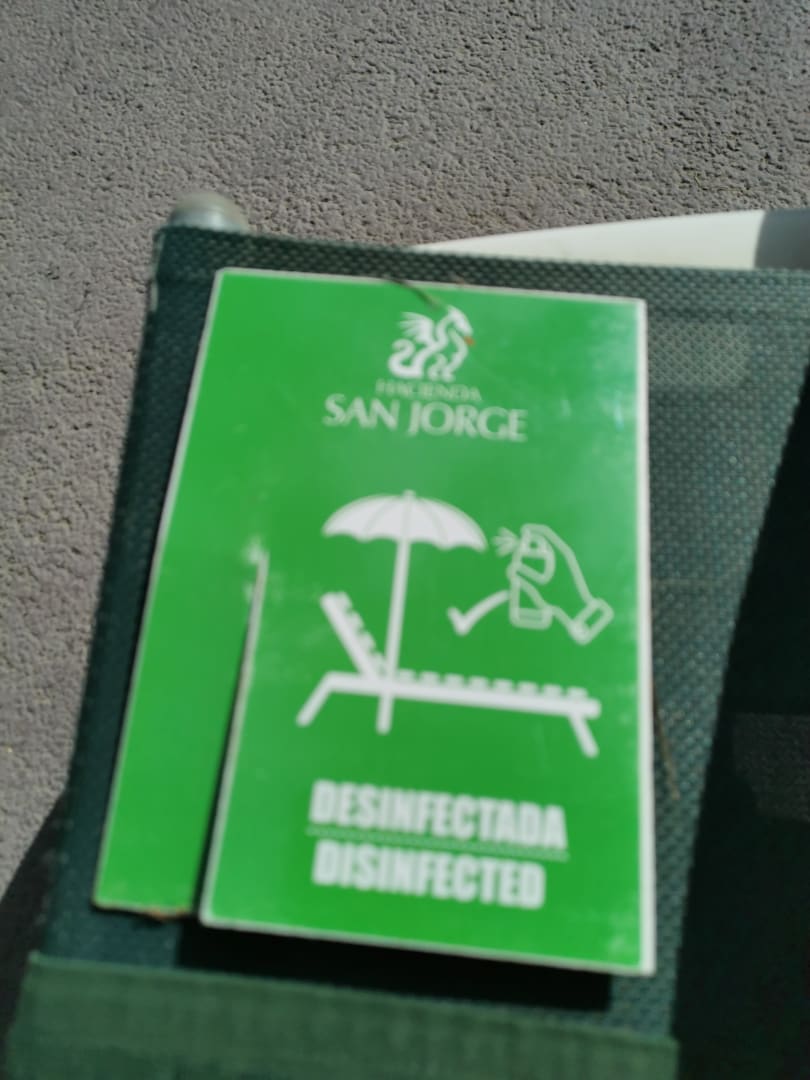 HACIENDA
SAN JORGE
DESINFECTADA
DISINFECTED